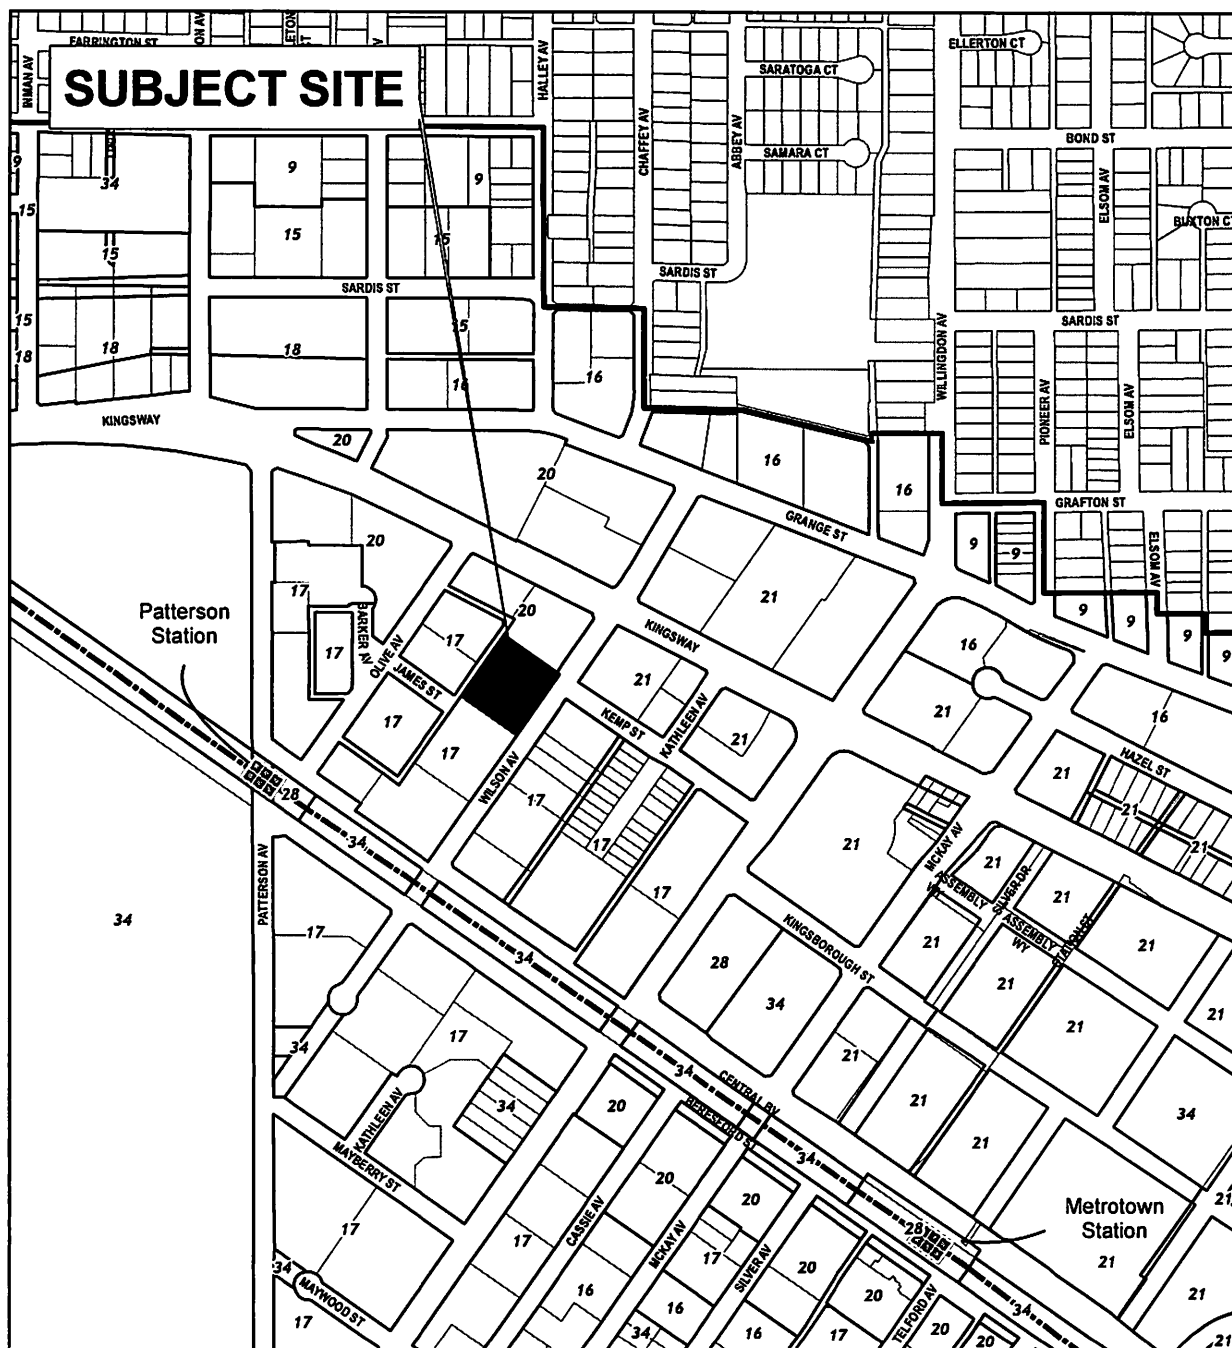 FARRINGTON ST
INMAN AV
SUBJECT SITE
HALLEY AV
CHAFFEY AV
ABBEY AV
SARATOGA CT
SAMARA CT
ELLERTON CT
BOND ST
ELSOM AV
BUXTON CT
9
34
9
9
15
15
15
15
SARDIS ST
SARDIS ST
SARDIS ST
15
18
18
18
15
16
16
WILLINGDON AV
PIONEER AV
ELSOM AV
KINGSWAY
20
20
16
16
GRAFTON ST
GRANGE ST
20
21
9
9
ELSOM AV
9
9
9
9
Patterson
Station
17
17
BARKER AV
OLIVE AV
JAMES ST
17
20
KINGSWAY
21
KEMP ST
KATHLEEN AV
21
16
21
16
HAZEL ST
17
17
WILSON AV
17
17
17
21
MCKAY AV
21
21
21
21
28
34
PATTERSON AV
34
17
34
ASSEMBLY
WY
SILVER DR
ASSEMBLY
WY
STATION ST
21
21
21
21
21
28
34
KINGSBOROUGH ST
21
21
21
34
34
17
34
KATHLEEN AV
MAYBERRY ST
20
34
CENTRAL BV
BERESFORD ST
34
20
20
17
CASSIE AV
MCKAY AV
17
SILVER AV
20
28
Metrotown
Station
21
21
21
17
34
MAYWOOD ST
17
16
16
34
16
17
20
TELFORD AV
20
20
34
21